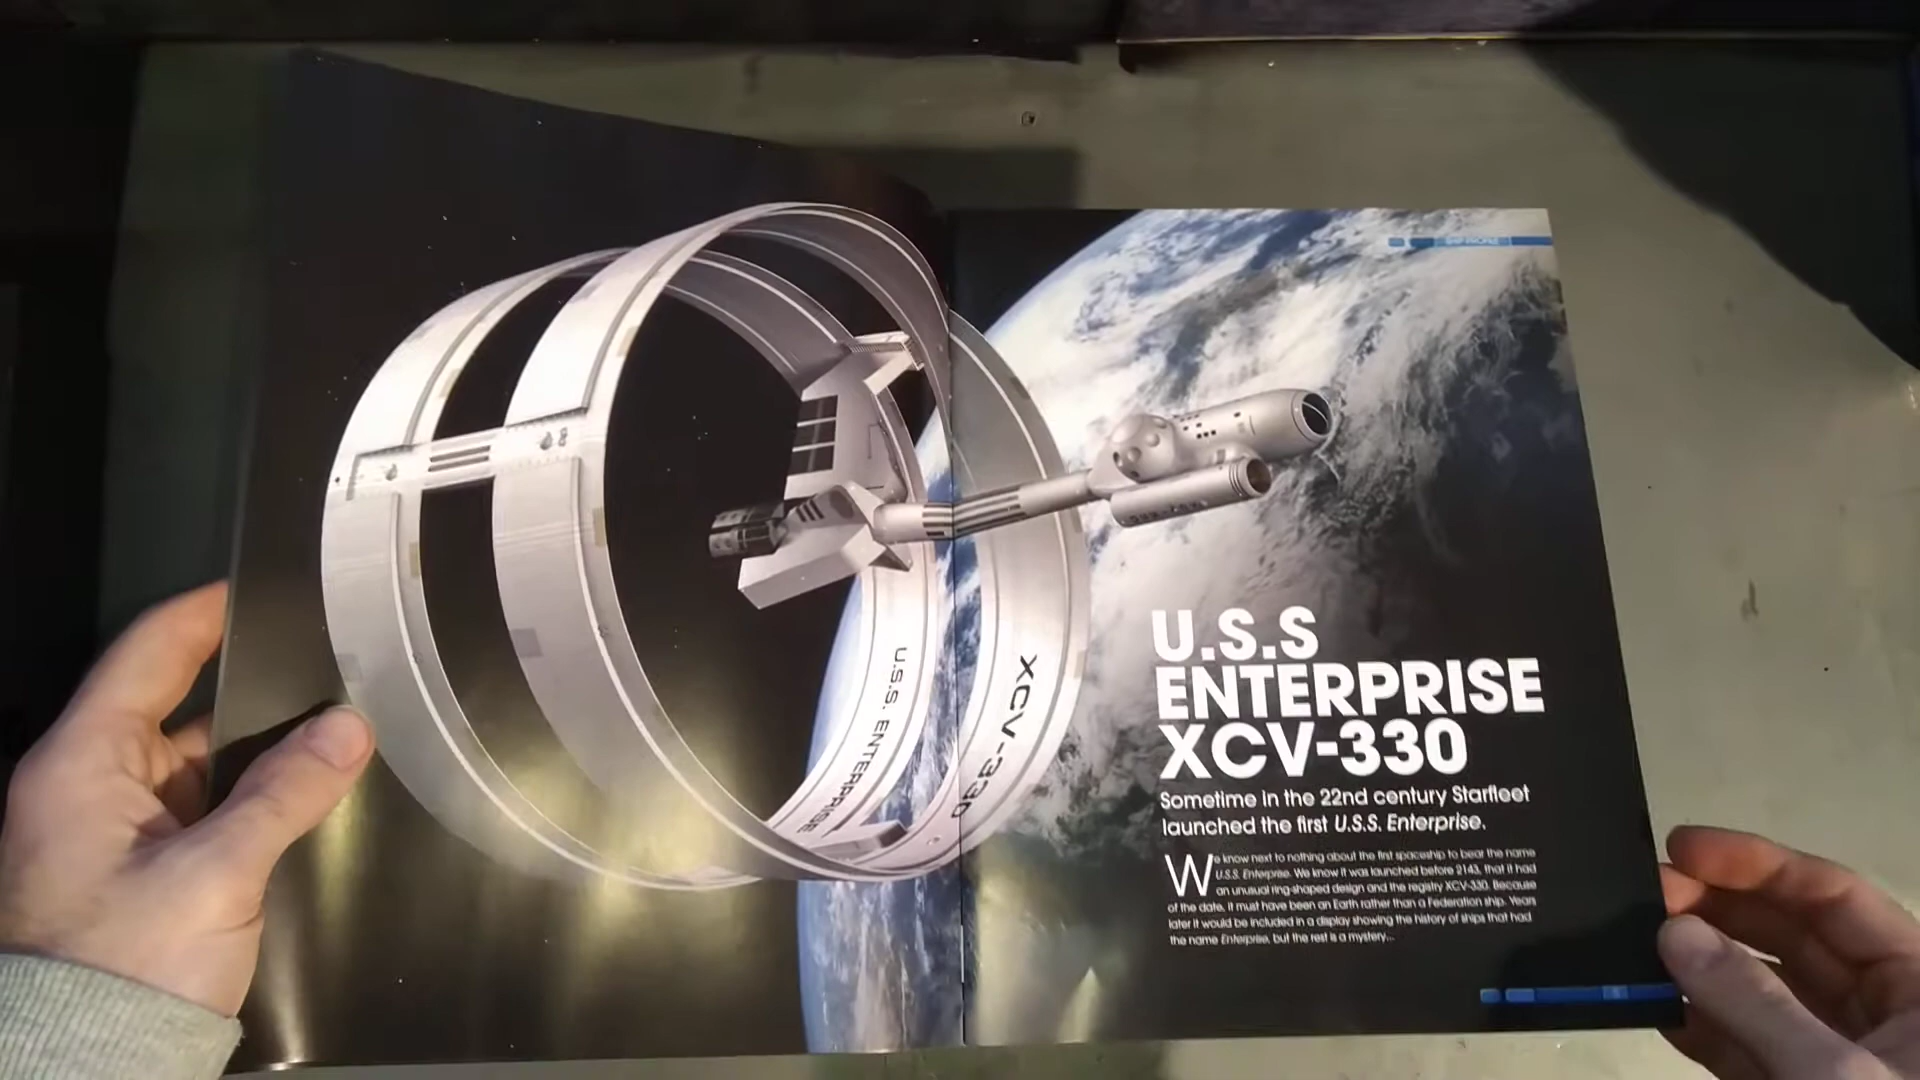 SHIP PROFILE
U.S.S. ENTERPRISE
XCV-330
U.S.S
ENTERPRISE
XCV-330
Sometime in the 22nd century Starfleet
launched the first U.S.S. Enterprise.
We know next to nothing about the first spaceship to bear the name
U.S.S. Enterprise. We know it was launched before 2143, that it had
an unusual ring-shaped design and the registry XCV-330. Because
of the date, it must have been an Earth rather than a Federation ship. Years
later it would be included in a display showing the history of ships that had
the name Enterprise, but the rest is a mystery...